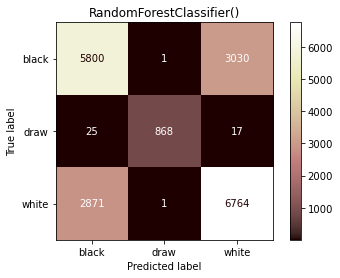 RandomForestClassifier()
black 5800 1 3030
draw 25 868 17
white 2871 1 6764
black draw white
True label
Predicted label
6000
5000
4000
3000
2000
1000